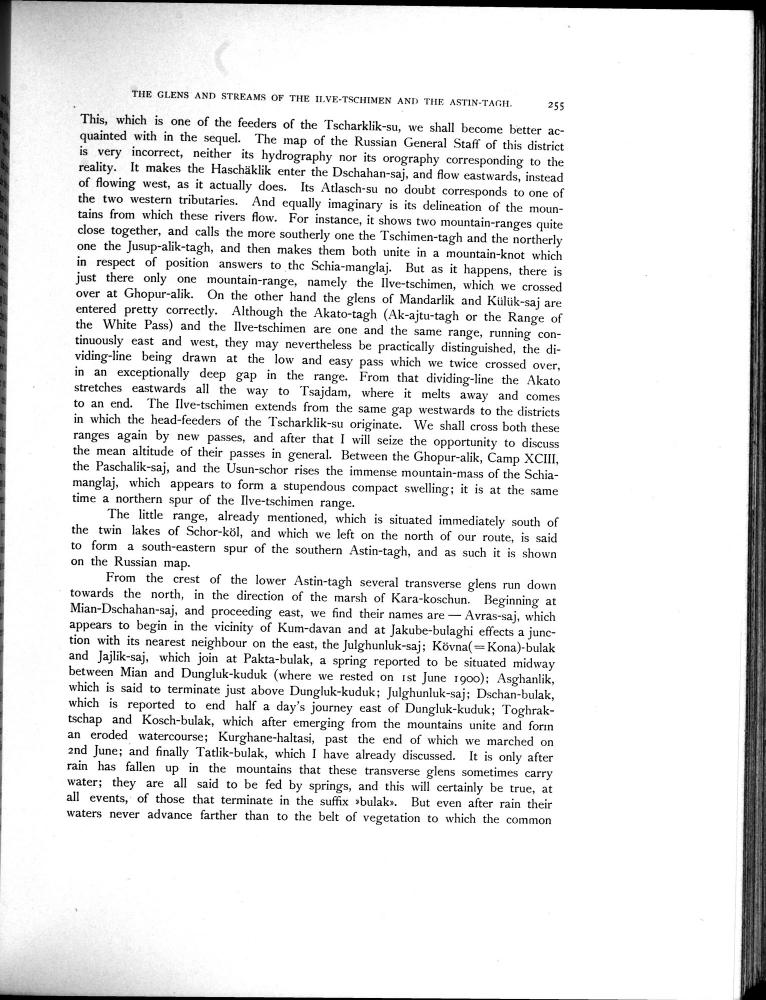 THE GLENS AND STREAMS OF THE ILVE-TSCHIMEN AND THE ASTIN-TAGH. 255
This, which is one of the feeders of the Tscharklik-su, we shall become better ac-
quainted with in the sequel. The map of the Russian General Staff of this district
is very incorrect, neither its hydrography nor its orography corresponding to the
reality. It makes the Haschäklik enter the Dschahan-saj, and flow eastwards, instead
of flowing west, as it actually does. Its Atlasch-su no doubt corresponds to one of
the two western tributaries. And equally imaginary is its delineation of the moun-
tains from which these rivers flow. For instance, it shows two mountain-ranges quite
close together, and calls the more southerly one the Tschimen-tagh and the northerly
one the Jusup-alik-tagh, and then makes them both unite in a mountain-knot which
in respect of position answers to the Schia-manglaj. But as it happens, there is
just there only one mountain-range, namely the Ilve-tschimen, which we crossed
over at Ghopur-alik. On the other hand the glens of Mandarlik and Külük-saj are
entered pretty correctly. Although the Akato-tagh (Ak-ajtu-tagh or the Range of
the White Pass) and the Ilve-tschimen are one and the same range, running con-
tinuously east and west, they may nevertheless be practically distinguished, the di-
viding-line being drawn at the low and easy pass which we twice crossed over,
in an exceptionally deep gap in the range. From that dividing-line the Akato
stretches eastwards all the way to Tsajdam, where it melts away and comes
to an end. The Ilve-tschimen extends from the same gap westwards to the districts
in which the head-feeders of the Tscharklik-su originate. We shall cross both these
ranges again by new passes, and after that I will seize the opportunity to discuss
the mean altitude of their passes in general. Between the Ghopur-alik, Camp XCIII,
the Paschalik-saj, and the Usun-schor rises the immense mountain-mass of the Schia-
manglaj, which appears to form a stupendous compact swelling; it is at the same
time a northern spur of the Ilve-tschimen range.
The little range, already mentioned, which is situated immediately south of
the twin lakes of Schor-köl, and which we left on the north of our route, is said
to form a south-eastern spur of the southern Astin-tagh, and as such it is shown
on the Russian map.
From the crest of the lower Astin-tagh several transverse glens run down
towards the north, in the direction of the marsh of Kara-koschun. Beginning at
Mian-Dschahan-saj, and proceeding east, we find their names are — Avras-saj, which
appears to begin in the vicinity of Kum-davan and at Jakube-bulaghi effects a junc-
tion with its nearest neighbour on the east, the Julghunluk-saj; Kövna(=Kona)-bulak
and Jajlik-saj, which join at Pakta-bulak, a spring reported to be situated midway
between Mian and Dungluk-kuduk (where we rested on 1st June 1900); Asghanlik,
which is said to terminate just above Dungluk-kuduk; Julghunluk-saj; Dschan-bulak,
which is reported to end half a day's journey east of Dungluk-kuduk; Toghrak-
tschap and Kosch-bulak, which after emerging from the mountains unite and form
an eroded watercourse; Kurghane-haltasi, past the end of which we marched on
2nd June; and finally Tatlik-bulak, which I have already discussed. It is only after
rain has fallen up in the mountains that these transverse glens sometimes carry
water; they are all said to be fed by springs, and this will certainly be true, at
all events, of those that terminate in the suffix »bulak». But even after rain their
waters never advance farther than to the belt of vegetation to which the common